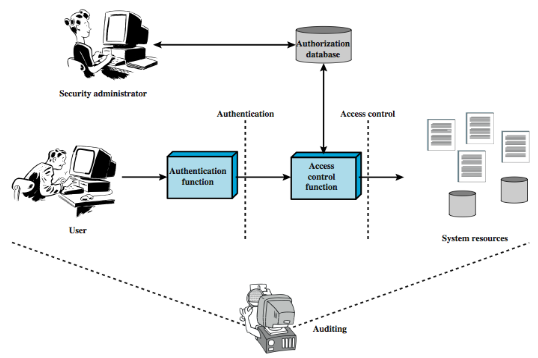 Authorization
database
Security administrator
Authentication
Access control
Authentication
function
Access
control
function
User
System resources
Auditing